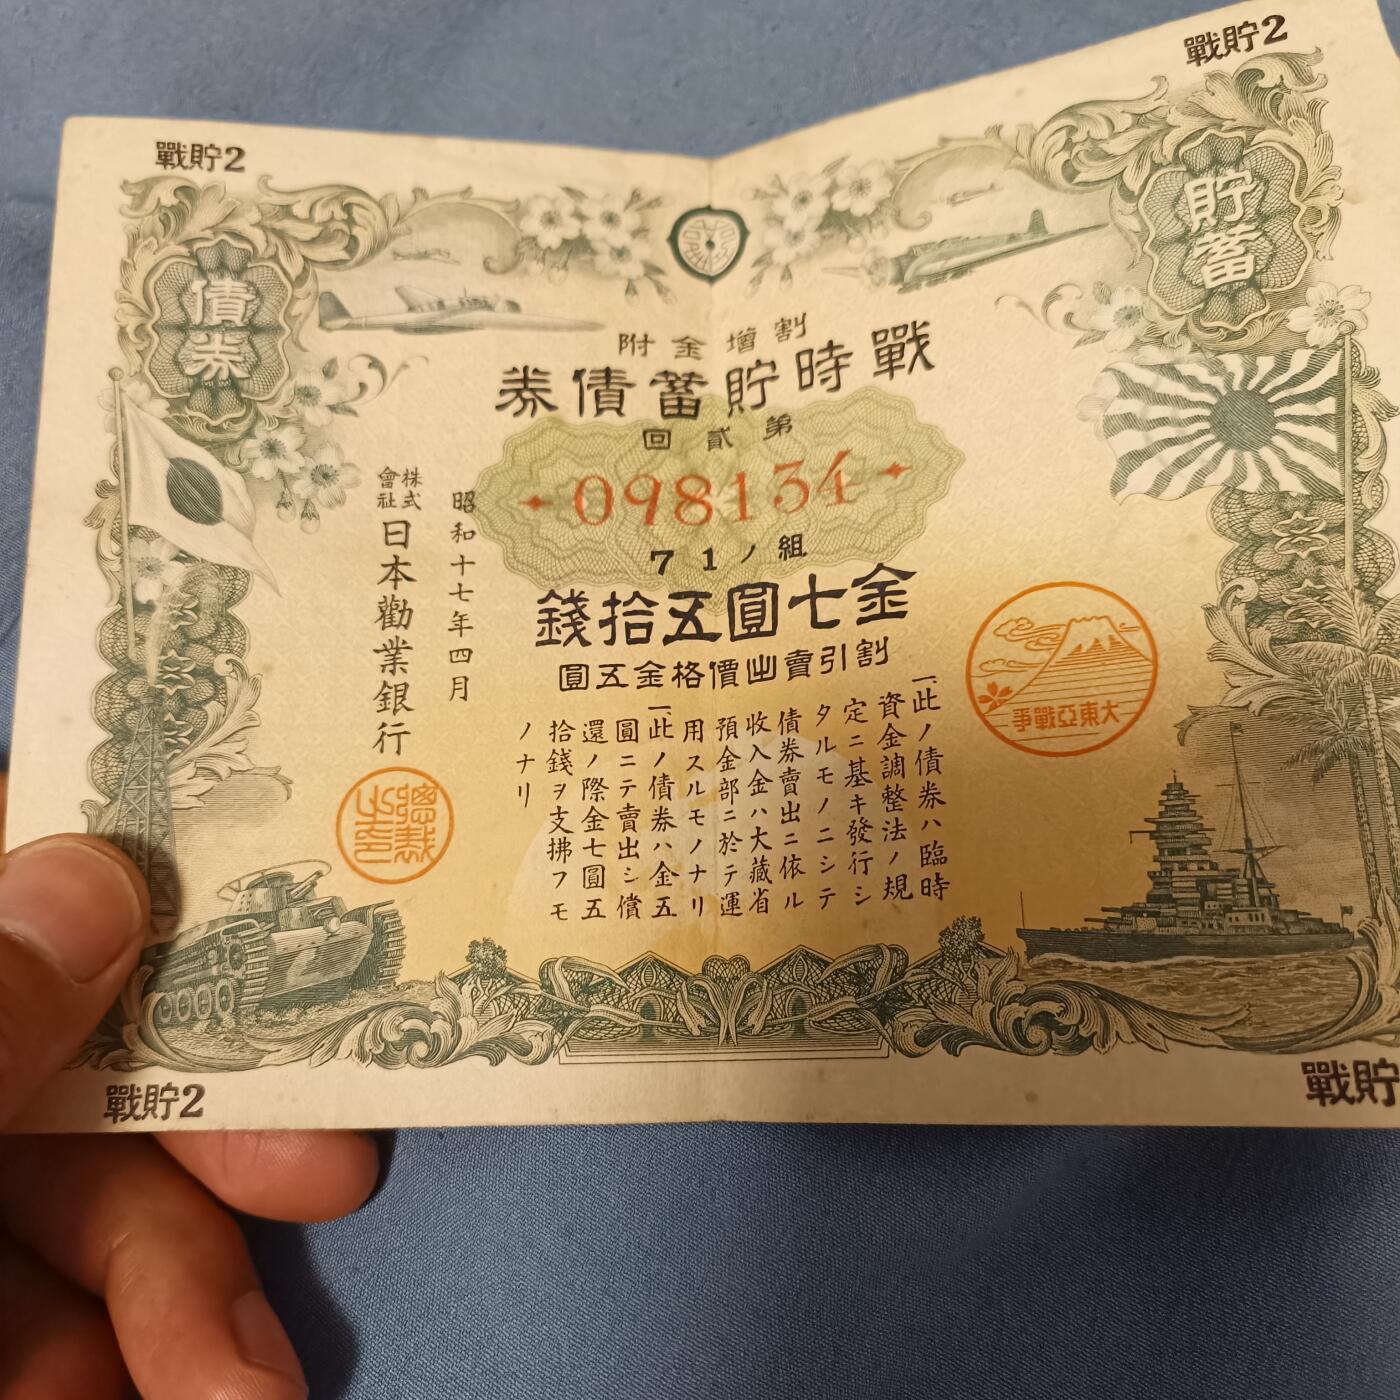 戰貯2
戰貯2
貯蓄
債券
割增金附
戰時貯蓄債券
第貳回
098134
組ノ17
金七圓五拾錢
割引賣出價格金五圓
一、此ノ債券ハ臨時
資金調整法ノ規
定ニ基キ發行シ
タルモノニシテ
債券賣出ニ依ル
收入金ハ大藏省
預金部ニ於テ運
用スルモノナリ
一、此ノ債券ハ金五
圓ニテ賣出シ償
還ノ際金七圓五
拾錢ヲ支拂フモ
ノナリ
昭和十七年四月
株式會社
日本勸業銀行
總裁之印
大東亞戰爭
戰貯2
戰貯